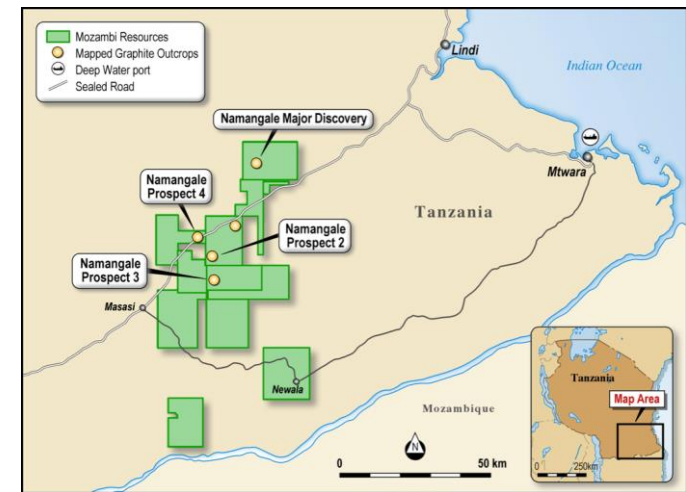 Mozambi Resources
Mapped Graphite Outcrops
Deep Water port
Sealed Road
Lindi
Indian Ocean
Namangale Major Discovery
Mtwara
Namangale
Prospect 4
Tanzania
Namangale
Prospect 2
Namangale
Prospect 3
Masasi
Newala
Mozambique
N
0 50 km
Tanzania
Map Area
0 250km